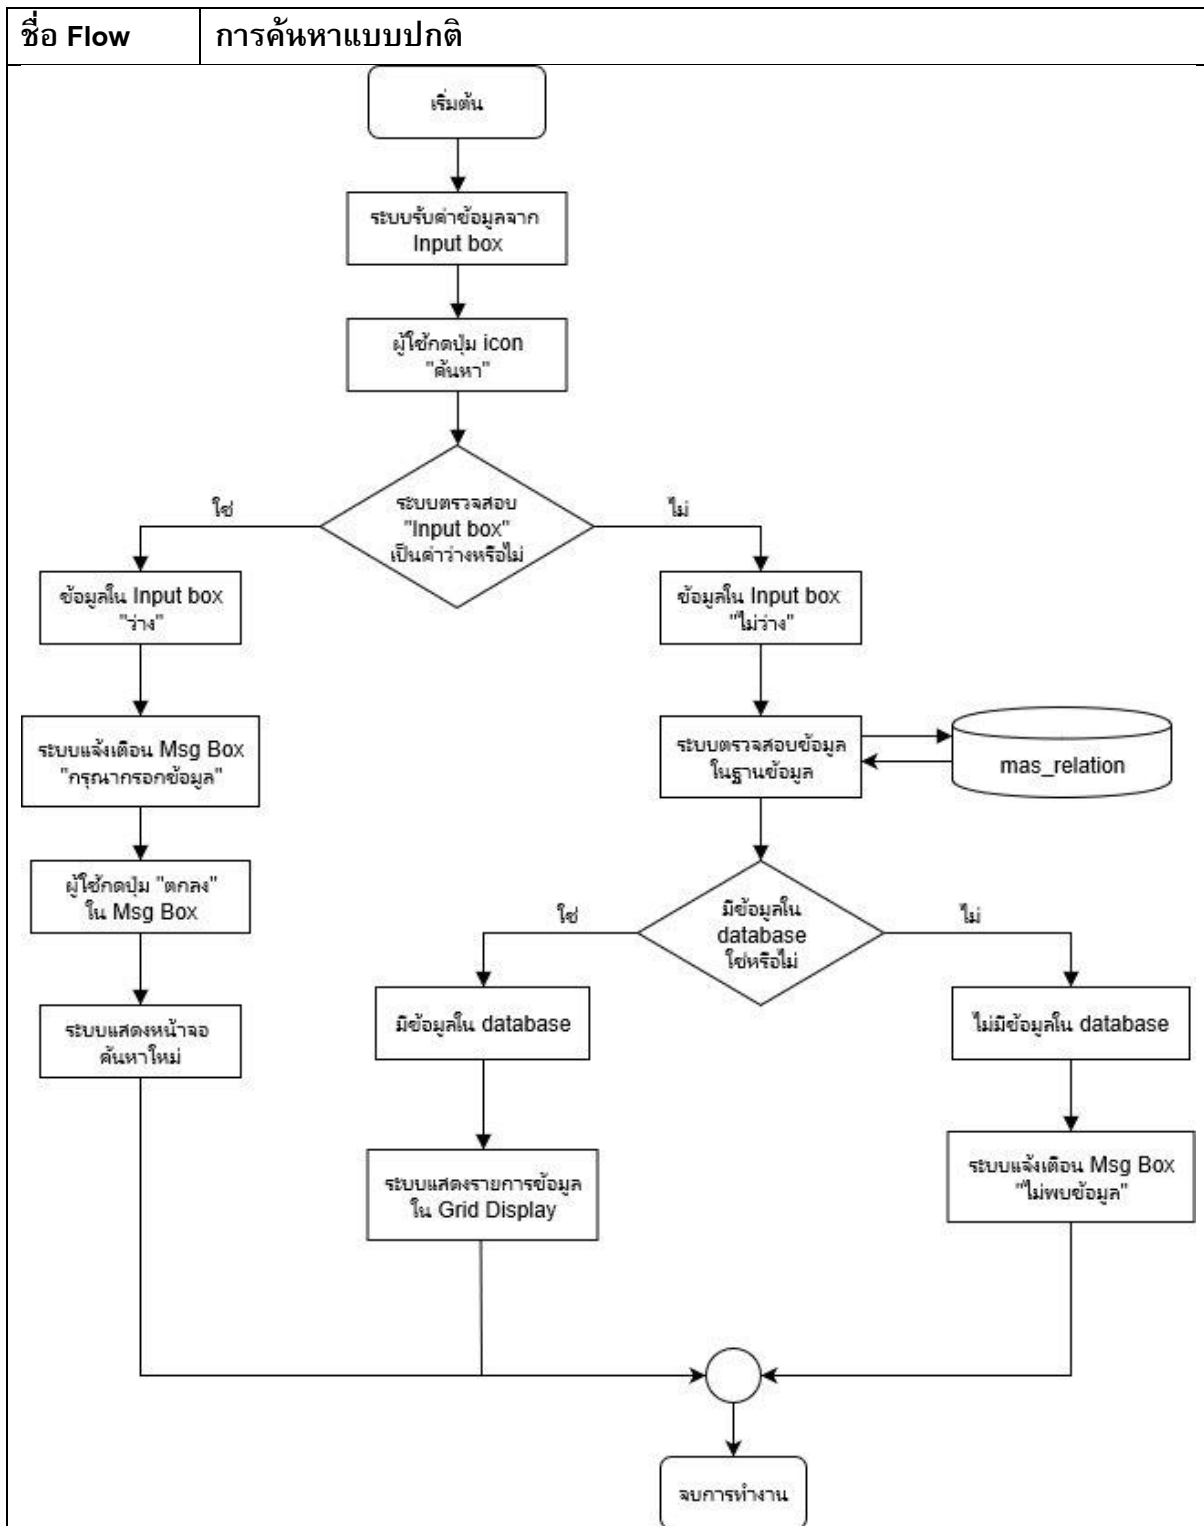 ชื่อ Flow
การค้นหาแบบปกติ
เริ่มต้น
ระบบรับค่าข้อมูลจาก
Input box
ผู้ใช้กดปุ่ม icon
"ค้นหา"
ระบบตรวจสอบ
"Input box"
เป็นค่าว่างหรือไม่
ใช่
ไม่
ข้อมูลใน Input box
"ว่าง"
ข้อมูลใน Input box
"ไม่ว่าง"
ระบบแจ้งเตือน Msg Box
"กรุณากรอกข้อมูล"
ระบบตรวจสอบข้อมูล
ในฐานข้อมูล
mas_relation
ผู้ใช้กดปุ่ม "ตกลง"
ใน Msg Box
ใช่
มีข้อมูลใน
database
ใช่หรือไม่
ไม่
ระบบแสดงหน้าจอ
ค้นหาใหม่
มีข้อมูลใน database
ไม่มีข้อมูลใน database
ระบบแสดงรายการข้อมูล
ใน Grid Display
ระบบแจ้งเตือน Msg Box
"ไม่พบข้อมูล"
จบการทำงาน